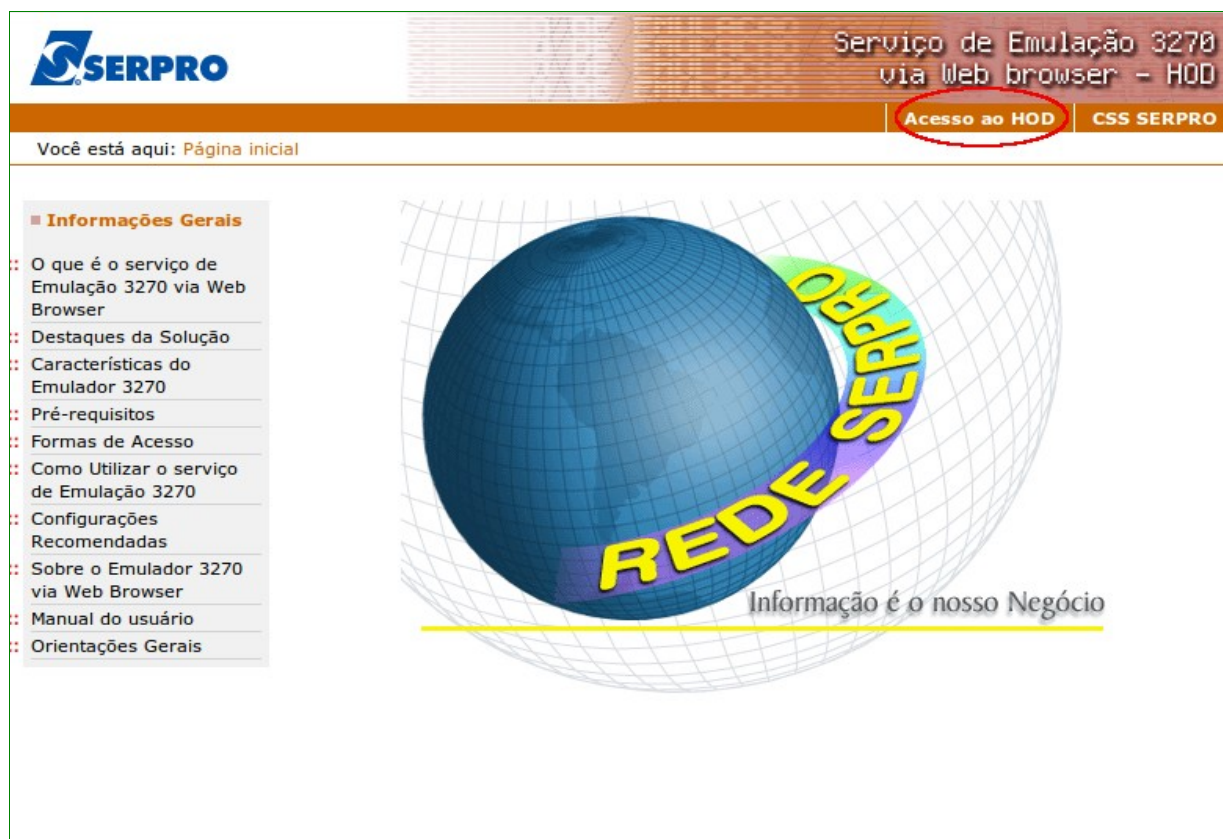 SERPRO
Serviço de Emulação 3270
via Web browser - HOD
Acesso ao HOD
CSS SERPRO
Você está aqui: Página inicial
Informações Gerais
:: O que é o serviço de
Emulação 3270 via Web
Browser
:: Destaques da Solução
:: Características do
Emulador 3270
:: Pré-requisitos
:: Formas de Acesso
:: Como Utilizar o serviço
de Emulação 3270
:: Configurações
Recomendadas
:: Sobre o Emulador 3270
via Web Browser
:: Manual do usuário
:: Orientações Gerais
REDE SERPRO
Informação é o nosso Negócio